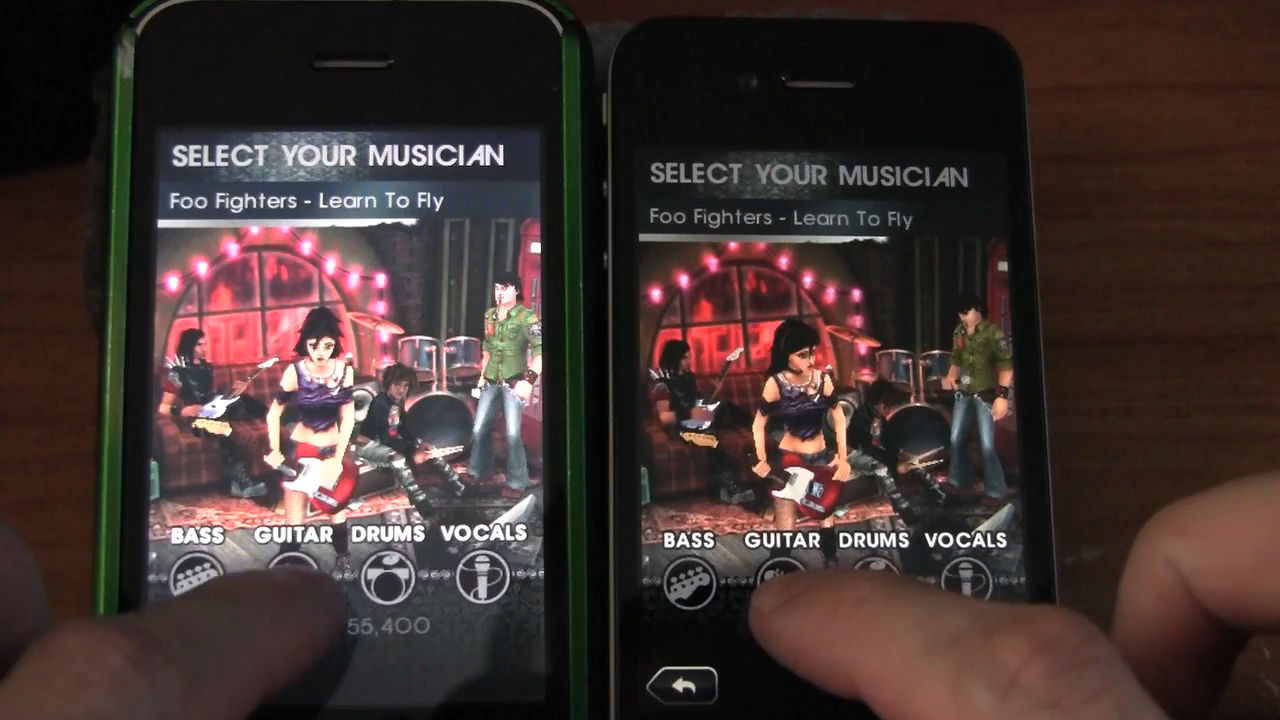 SELECT YOUR MUSICIAN
Foo Fighters - Learn To Fly
BASS GUITAR DRUMS VOCALS
55,400
SELECT YOUR MUSICIAN
Foo Fighters - Learn To Fly
BASS GUITAR DRUMS VOCALS